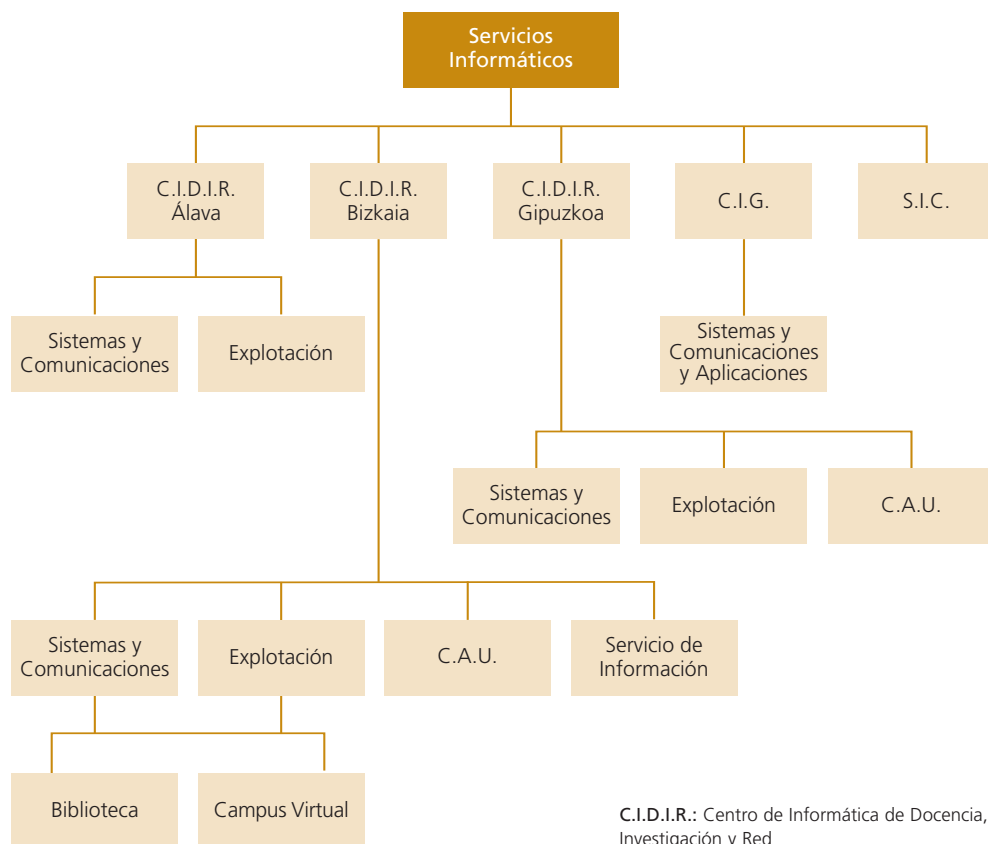 Servicios
Informáticos
C.I.D.I.R.
Álava
C.I.D.I.R.
Bizkaia
C.I.D.I.R.
Gipuzkoa
C.I.G.
S.I.C.
Sistemas y
Comunicaciones
Explotación
Sistemas y
Comunicaciones
y Aplicaciones
Sistemas y
Comunicaciones
Explotación
C.A.U.
Sistemas y
Comunicaciones
Explotación
C.A.U.
Servicio de
Información
Biblioteca
Campus Virtual
C.I.D.I.R.: Centro de Informática de Docencia,
Investigación y Red